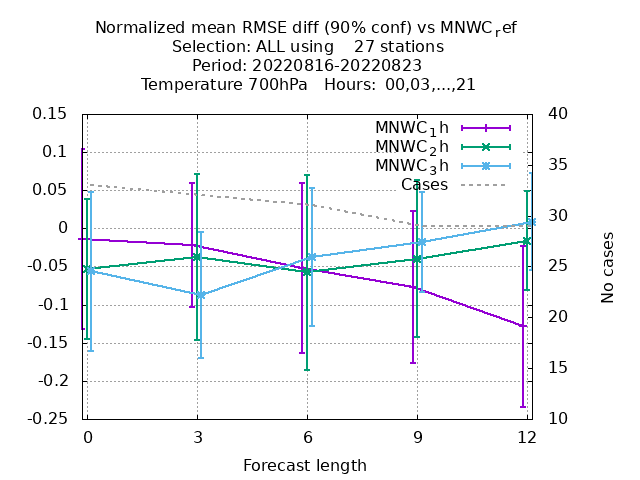 Normalized mean RMSE diff (90% conf) vs MNWC_ref
Selection: ALL using    27 stations
Period: 20220816-20220823
Temperature 700hPa   Hours: 00,03,...,21
0.15
0.1
0.05
0
-0.05
-0.1
-0.15
-0.2
-0.25
40
35
30
25
20
15
10
MNWC_1h
MNWC_2h
MNWC_3h
Cases
No cases
0 3 6 9 12
Forecast length